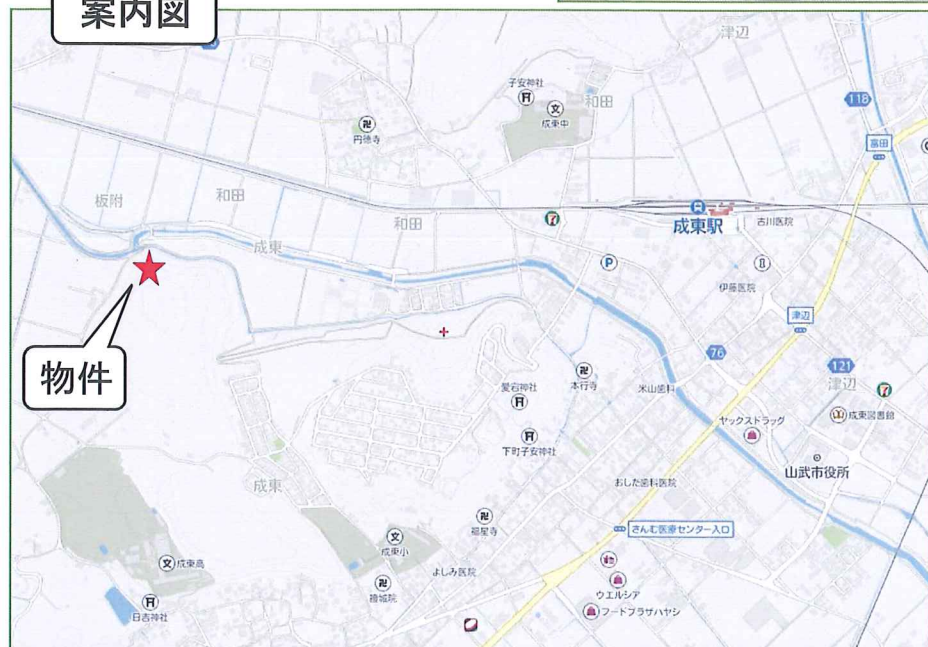 案内図
津辺
子安神社
和田
成東中
円徳寺
118
富田
板附
和田
和田
成東
7
成東駅
古川医院
P
伊藤医院
津辺
76
121
津辺
愛宕神社
本行寺
米山歯科
7
成東図書館
ヤックスドラッグ
下町子安神社
山武市役所
物件
おしだ歯科医院
成東
さんむ医療センター入口
福星寺
成東小
よしみ医院
成東高
檜城院
ウエルシア
日吉神社
フードプラザハヤシ